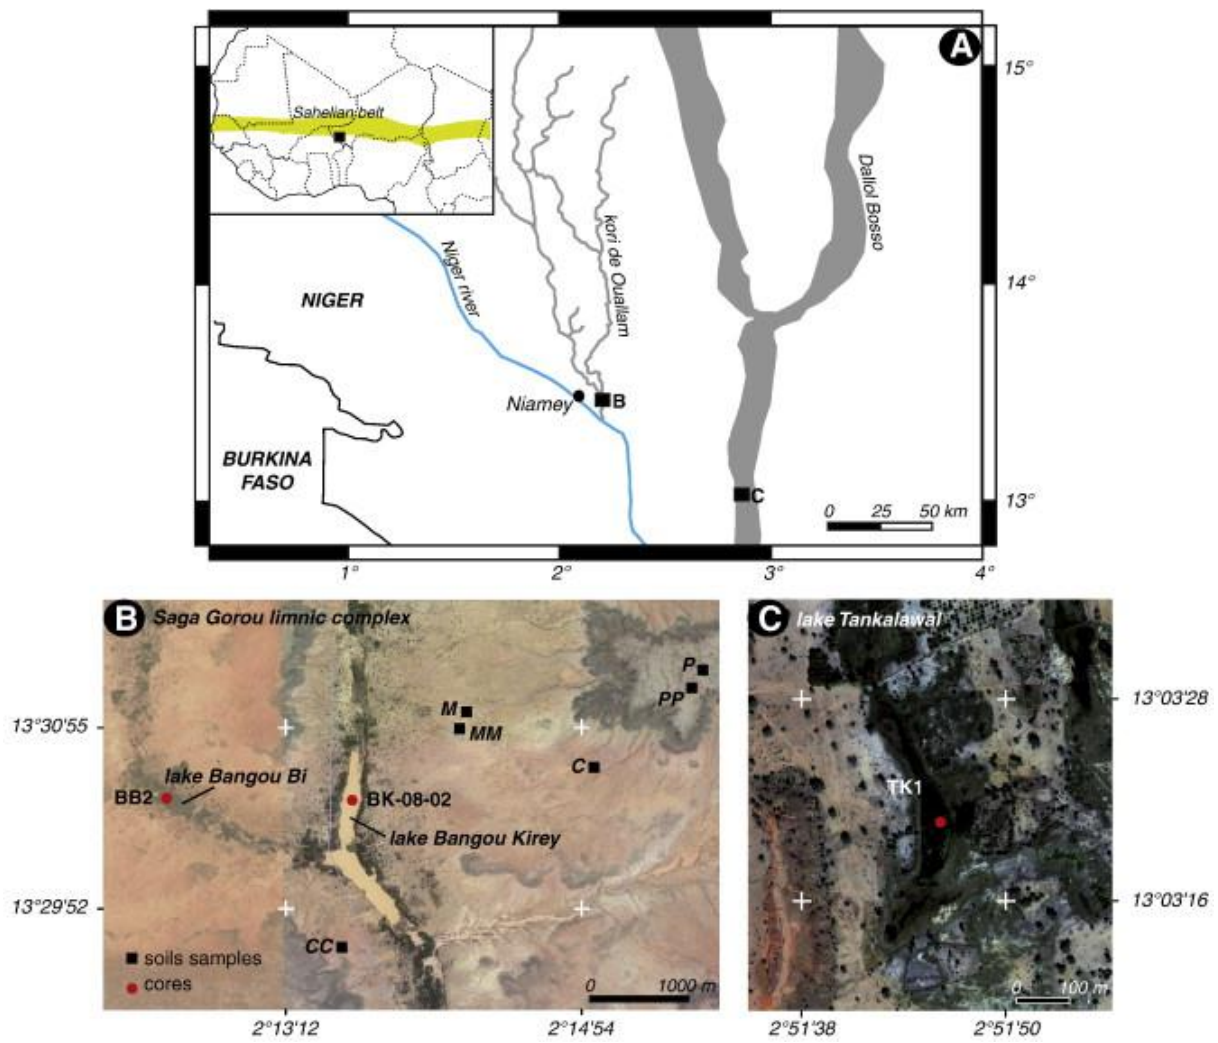 A
15°
Sahelian belt
Dallol Bosso
kori de Ouallam
Niger river
14°
NIGER
Niamey
B
BURKINA
FASO
C
13°
0 25 50 km
1° 2° 3° 4°
B Saga Gorou limnic complex
P
PP
M
MM
13°30'55
C
lake Bangou Bi
BB2
BK-08-02
lake Bangou Kirey
13°29'52
CC
soils samples
cores
0 1000 m
2°13'12 2°14'54
C lake Tankalawal
13°03'28
TK1
13°03'16
0 100 m
2°51'38 2°51'50